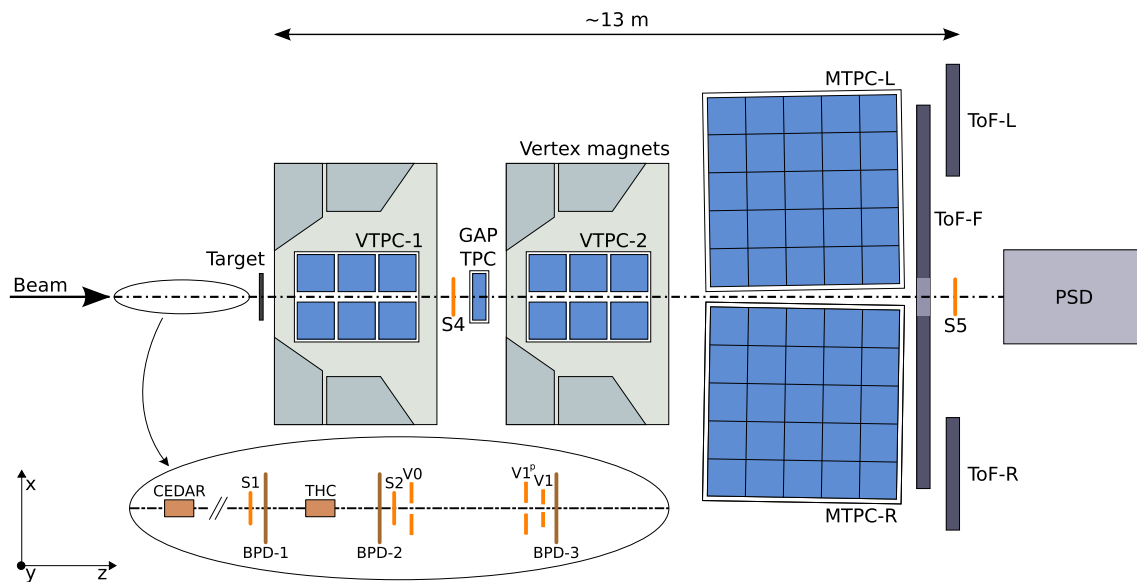 ~13 m
MTPC-L
ToF-L
Vertex magnets
ToF-F
VTPC-1
GAP
TPC
VTPC-2
Target
Beam
PSD
S4
S5
x
CEDAR
S1
THC
S2
V0
V1p
V1
ToF-R
MTPC-R
BPD-1
BPD-2
BPD-3
y
z